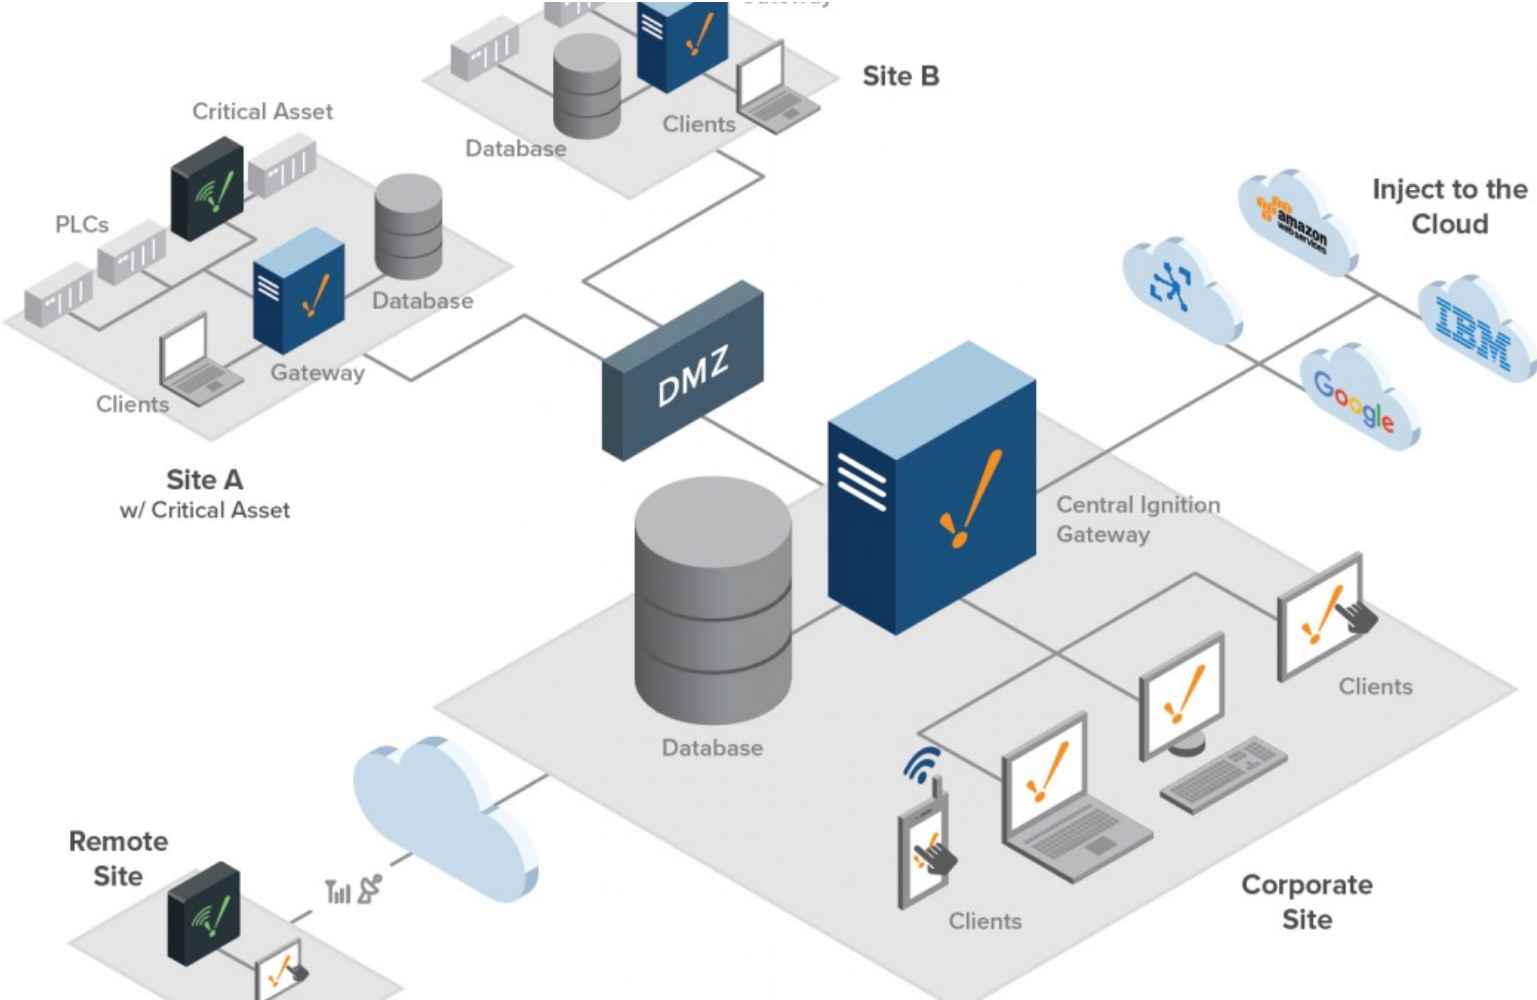 Site B
Clients
Database
Critical Asset
PLCs
Database
Gateway
Clients
Site A
w/ Critical Asset
DMZ
Inject to the
Cloud
amazon
webservices
IBM
Google
Central Ignition
Gateway
Clients
Database
Clients
Corporate
Site
Remote
Site